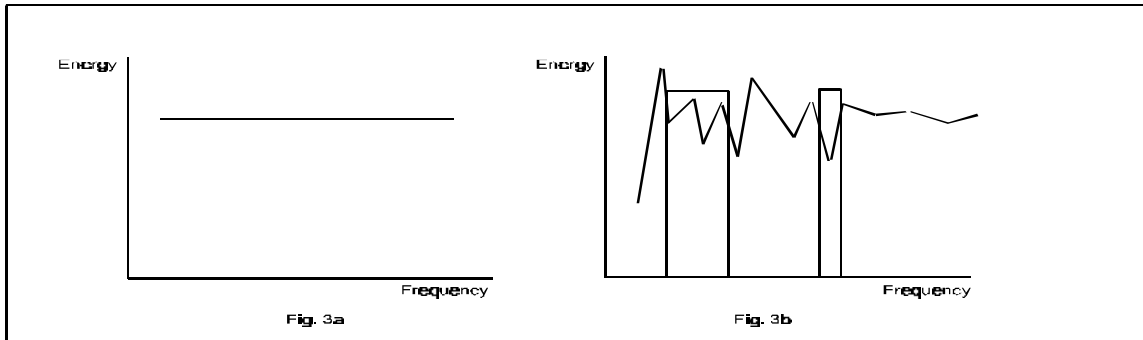 Energy
Energy
Frequency
Frequency
Fig. 3a
Fig. 3b